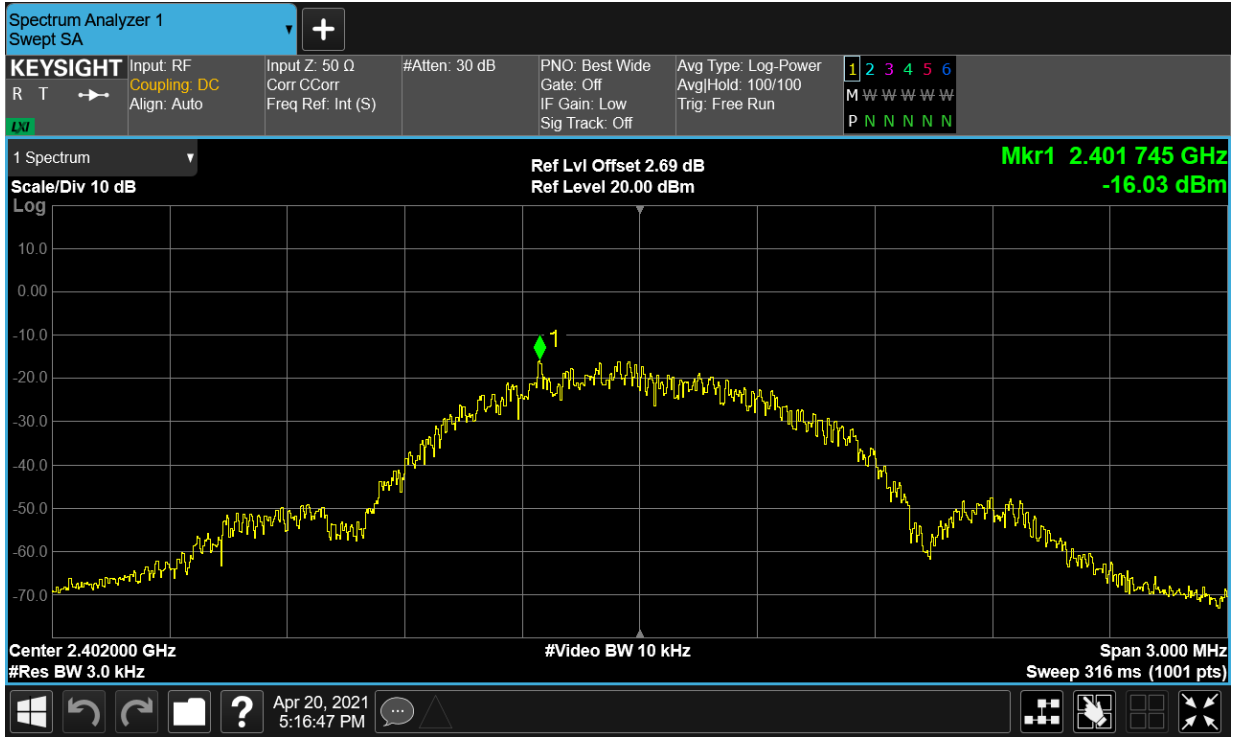 Spectrum Analyzer 1
Swept SA
+
KEYSIGHT
R T
LXI
Input: RF
Coupling: DC
Align: Auto
Input Z: 50 Ω
Corr CCorr
Freq Ref: Int (S)
#Atten: 30 dB
PNO: Best Wide
Gate: Off
IF Gain: Low
Sig Track: Off
Avg Type: Log-Power
Avg|Hold: 100/100
Trig: Free Run
1 2 3 4 5 6
M W W W W W
P N N N N N N
1 Spectrum
Scale/Div 10 dB
Log
Ref Lvl Offset 2.69 dB
Ref Level 20.00 dBm
Mkr1 2.401 745 GHz
-16.03 dBm
10.0
0.00
-10.0
1
-20.0
-30.0
-40.0
-50.0
-60.0
-70.0
Center 2.402000 GHz
#Video BW 10 kHz
Span 3.000 MHz
#Res BW 3.0 kHz
Sweep 316 ms (1001 pts)
?
Apr 20, 2021
5:16:47 PM